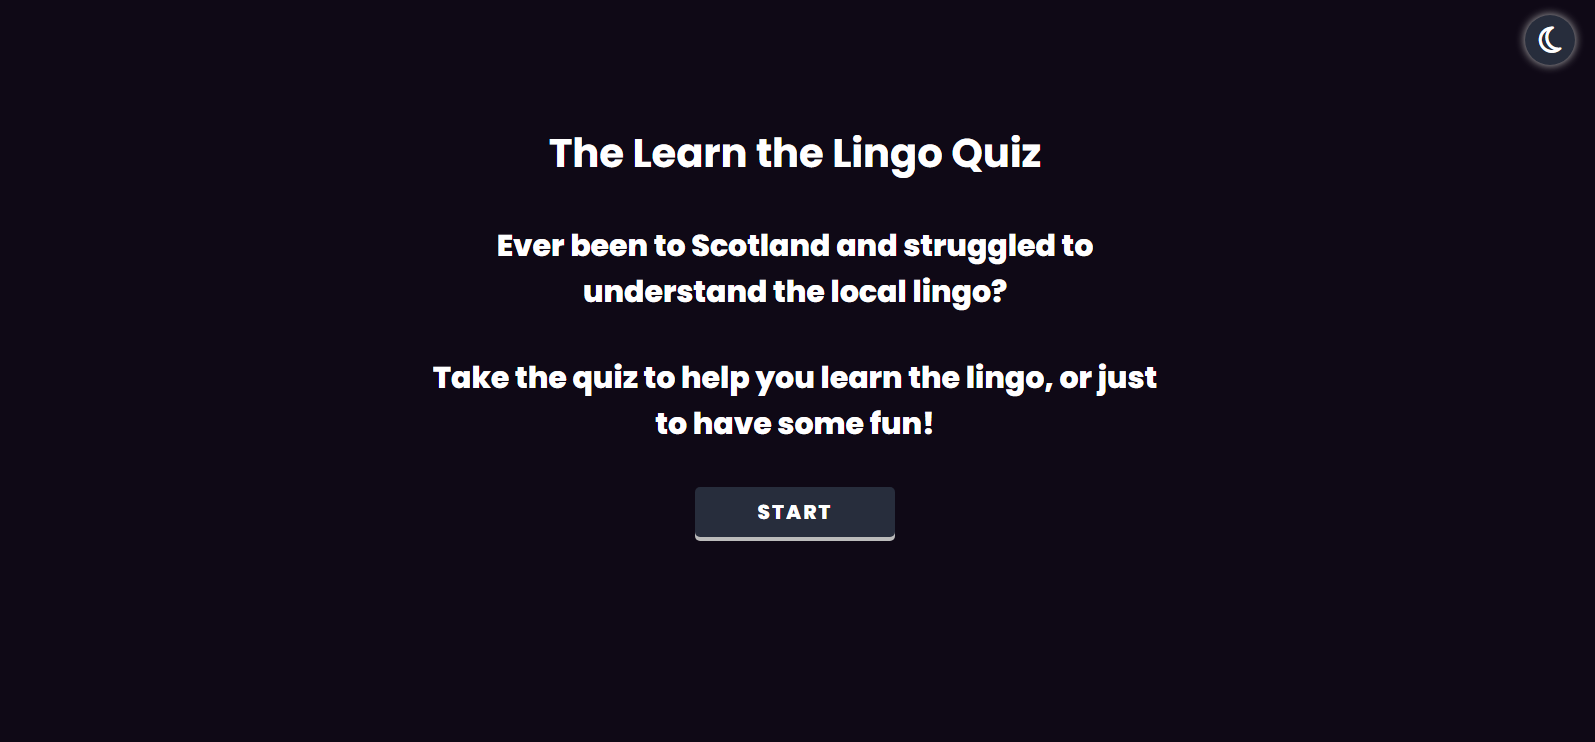 The Learn the Lingo Quiz
Ever been to Scotland and struggled to
understand the local lingo?
Take the quiz to help you learn the lingo, or just
to have some fun!
START